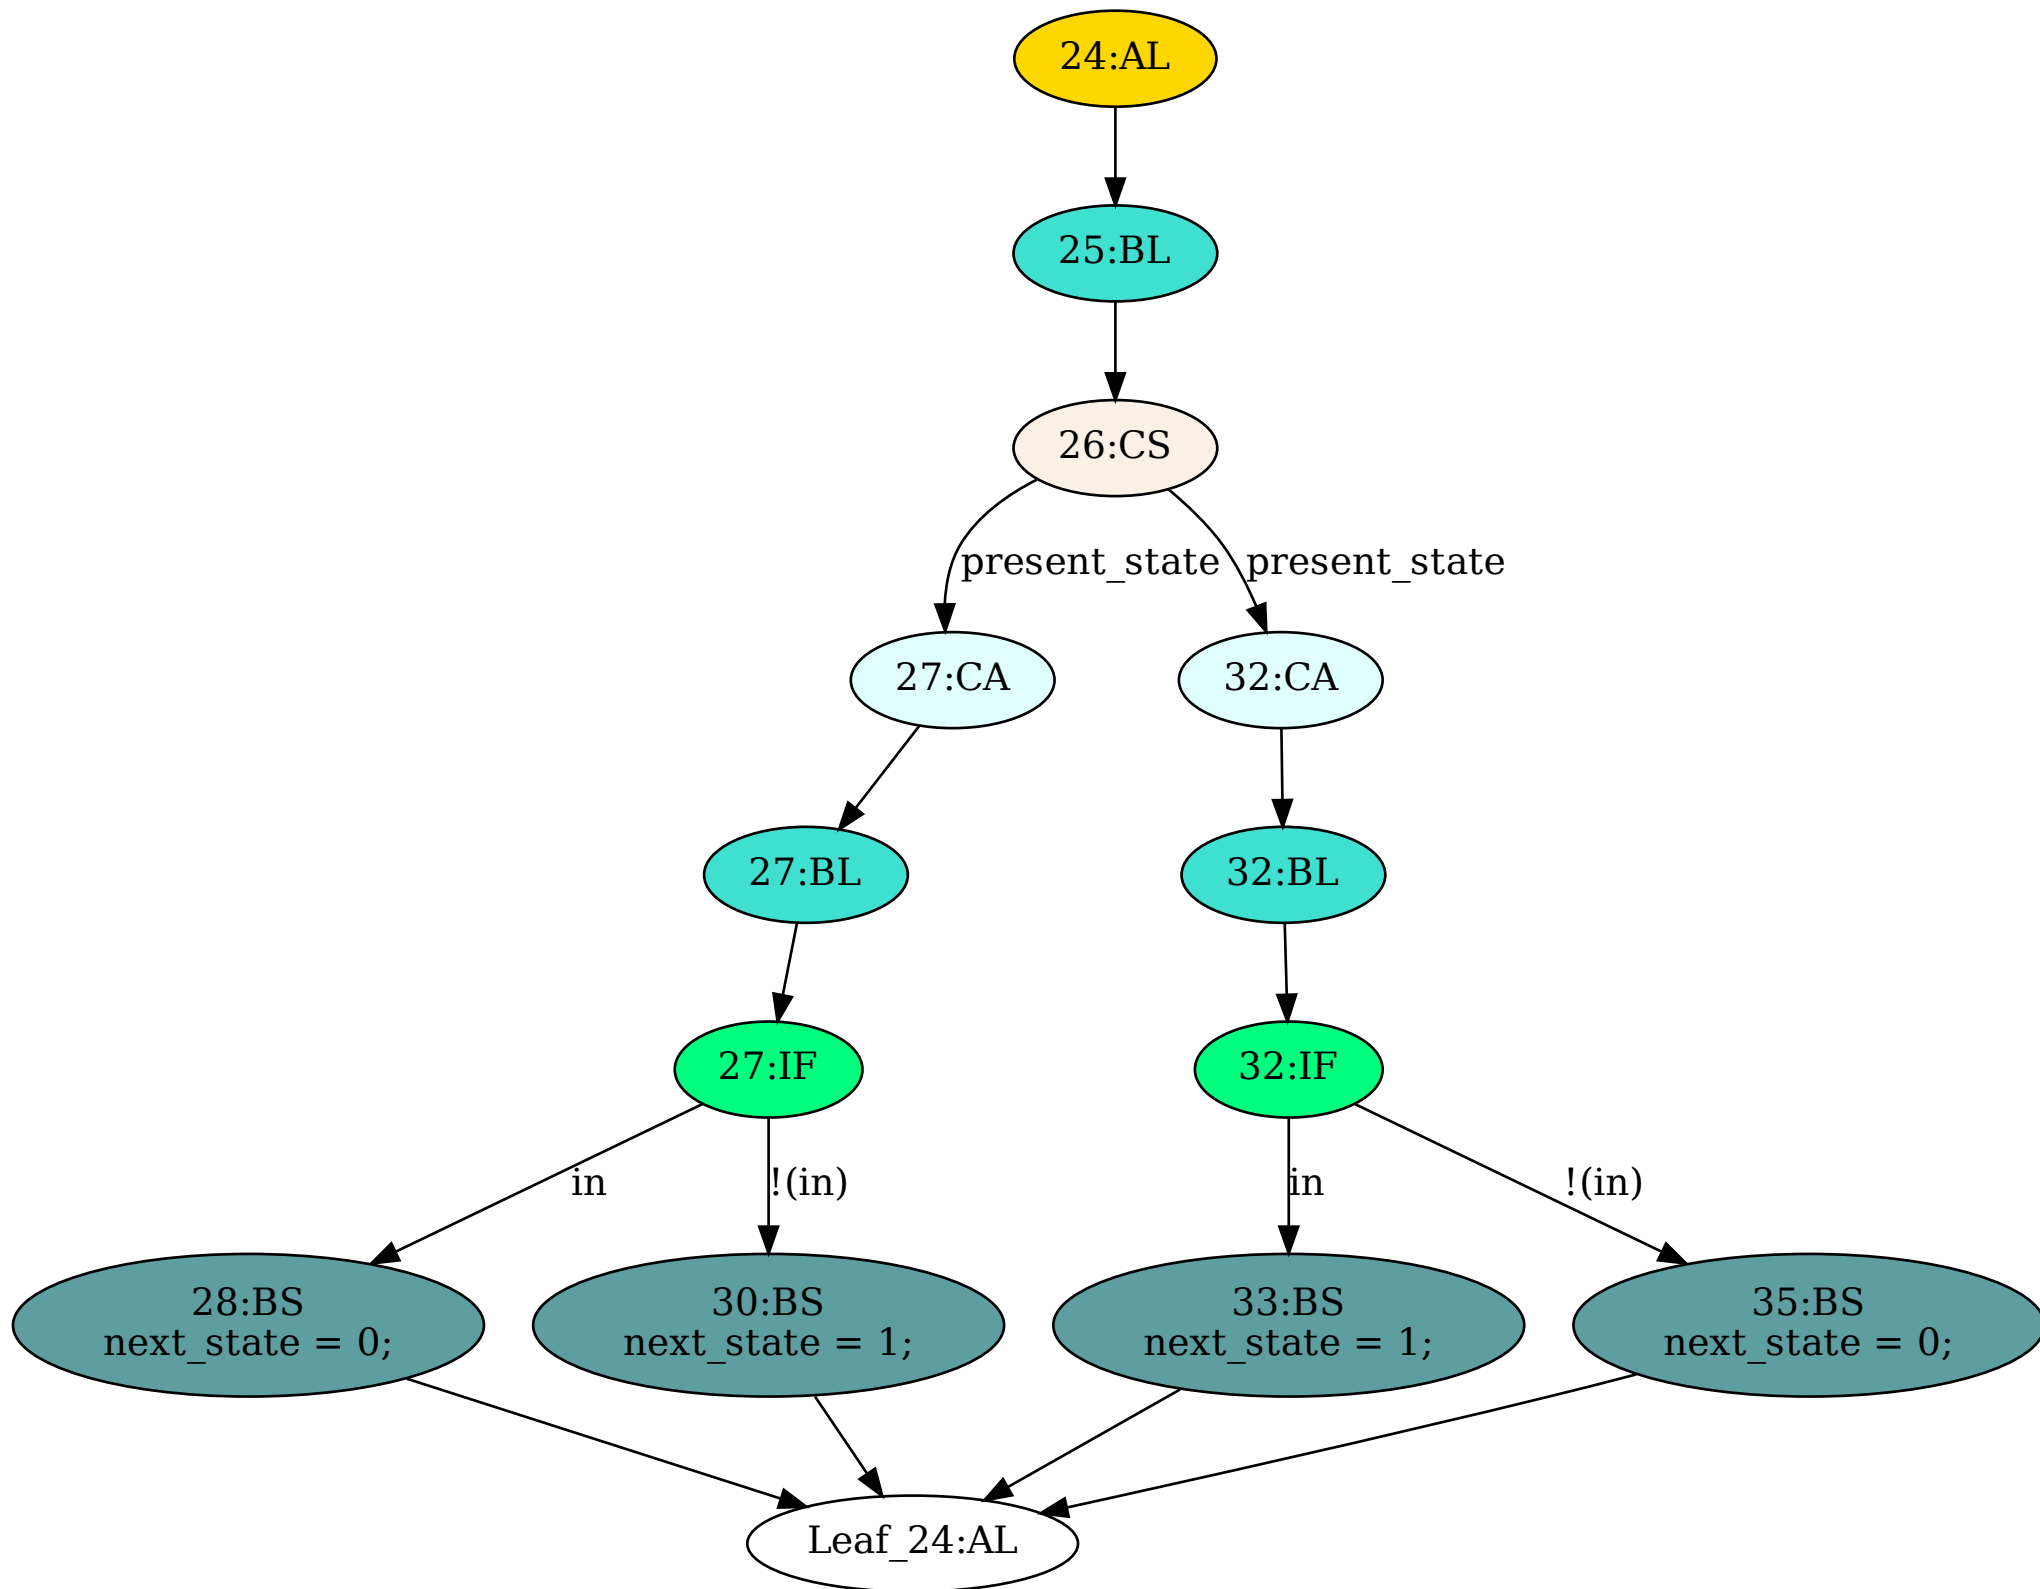 24:AL
25:BL
26:CS
present_state
present_state
27:CA
32:CA
27:BL
32:BL
27:IF
32:IF
in
!(in)
in
!(in)
28:BS
next_state = 0;
30:BS
next_state = 1;
33:BS
next_state = 1;
35:BS
next_state = 0;
Leaf_24:AL